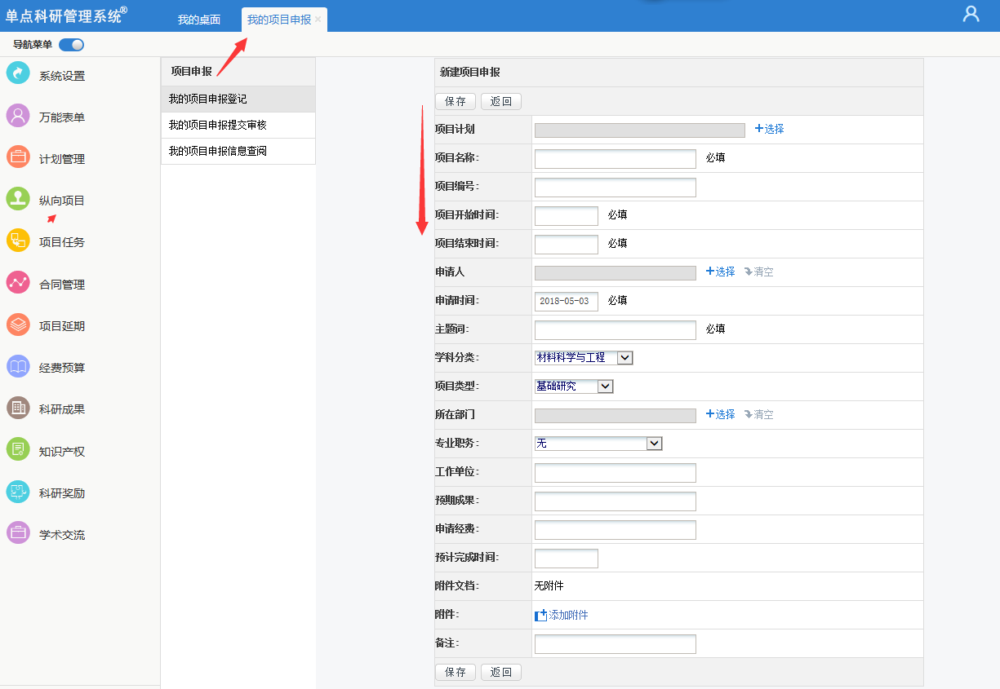 单点科研管理系统®
我的桌面
我的项目申报 ×
导航菜单
系统设置
万能表单
计划管理
纵向项目
项目任务
合同管理
项目延期
经费预算
科研成果
知识产权
科研奖励
学术交流
项目申报
我的项目申报登记
我的项目申报提交审核
我的项目申报信息查阅
新建项目申报
保存 返回
项目计划 +选择
项目名称: 必填
项目编号:
项目开始时间: 必填
项目结束时间: 必填
申请人 +选择 清空
申请时间: 2018-05-03 必填
主题词: 必填
学科分类: 材料科学与工程
项目类型: 基础研究
所在部门 +选择 清空
专业职务: 无
工作单位:
预期成果:
申请经费:
预计完成时间:
附件文档: 无附件
附件: 添加附件
备注:
保存 返回